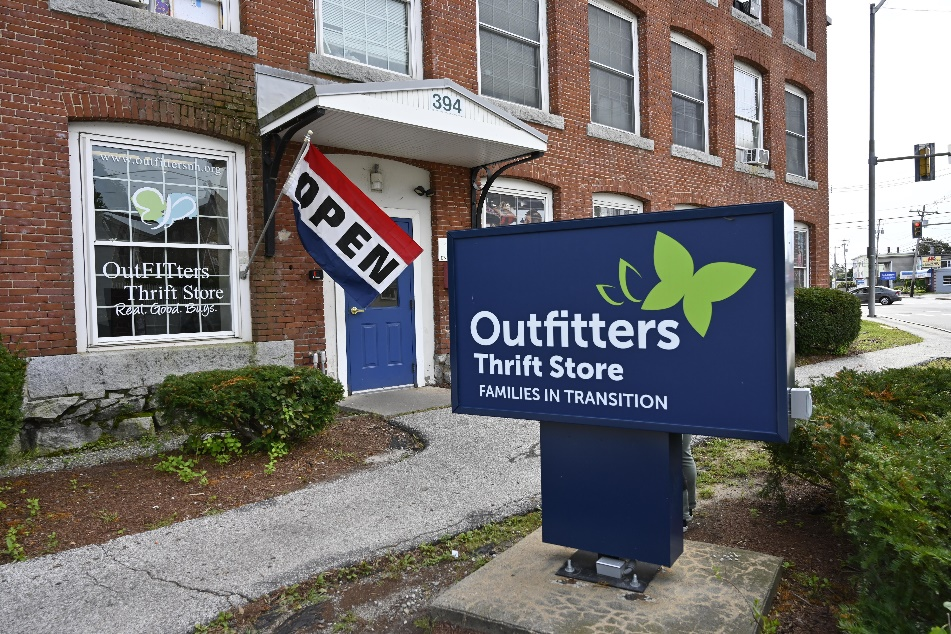 394
www.outfittersnh.org
OutFITters
Thrift Store
Real. Good. Buys.
OPEN
Outfitters
Thrift Store
FAMILIES IN TRANSITION